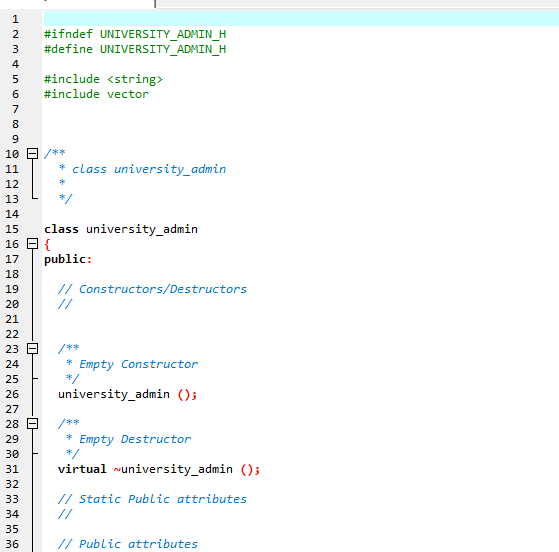 1
2 #ifndef UNIVERSITY_ADMIN_H
3 #define UNIVERSITY_ADMIN_H
4
5 #include <string>
6 #include vector
7
8
9
10 /**
11 * class university_admin
12 *
13 */
14
15 class university_admin
16 {
17 public:
18
19 // Constructors/Destructors
20 //
21
22
23 /**
24 * Empty Constructor
25 */
26 university_admin ();
27
28 /**
29 * Empty Destructor
30 */
31 virtual ~university_admin ();
32
33 // Static Public attributes
34 //
35
36 // Public attributes